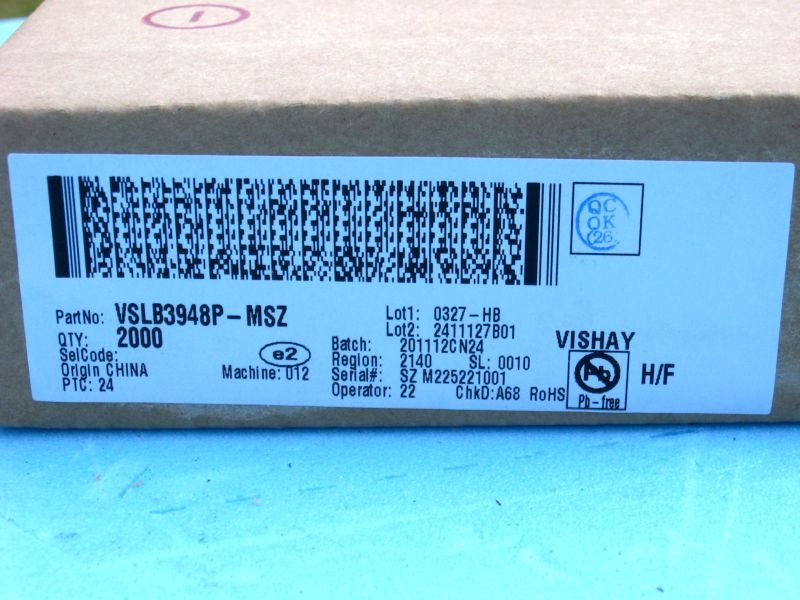 QC
OK
26
PartNo: VSLB3948P-MSZ
QTY: 2000
SelCode:
Origin CHINA
PTC: 24
e2
Machine: 012
Lot1: 0327-HB
Lot2: 2411127B01
Batch: 201112CN24
Region: 2140 SL: 0010
Serial#: SZ M225221001
Operator: 22 ChkD:A68 RoHS
VISHAY
Pb
Pb-free
H/F